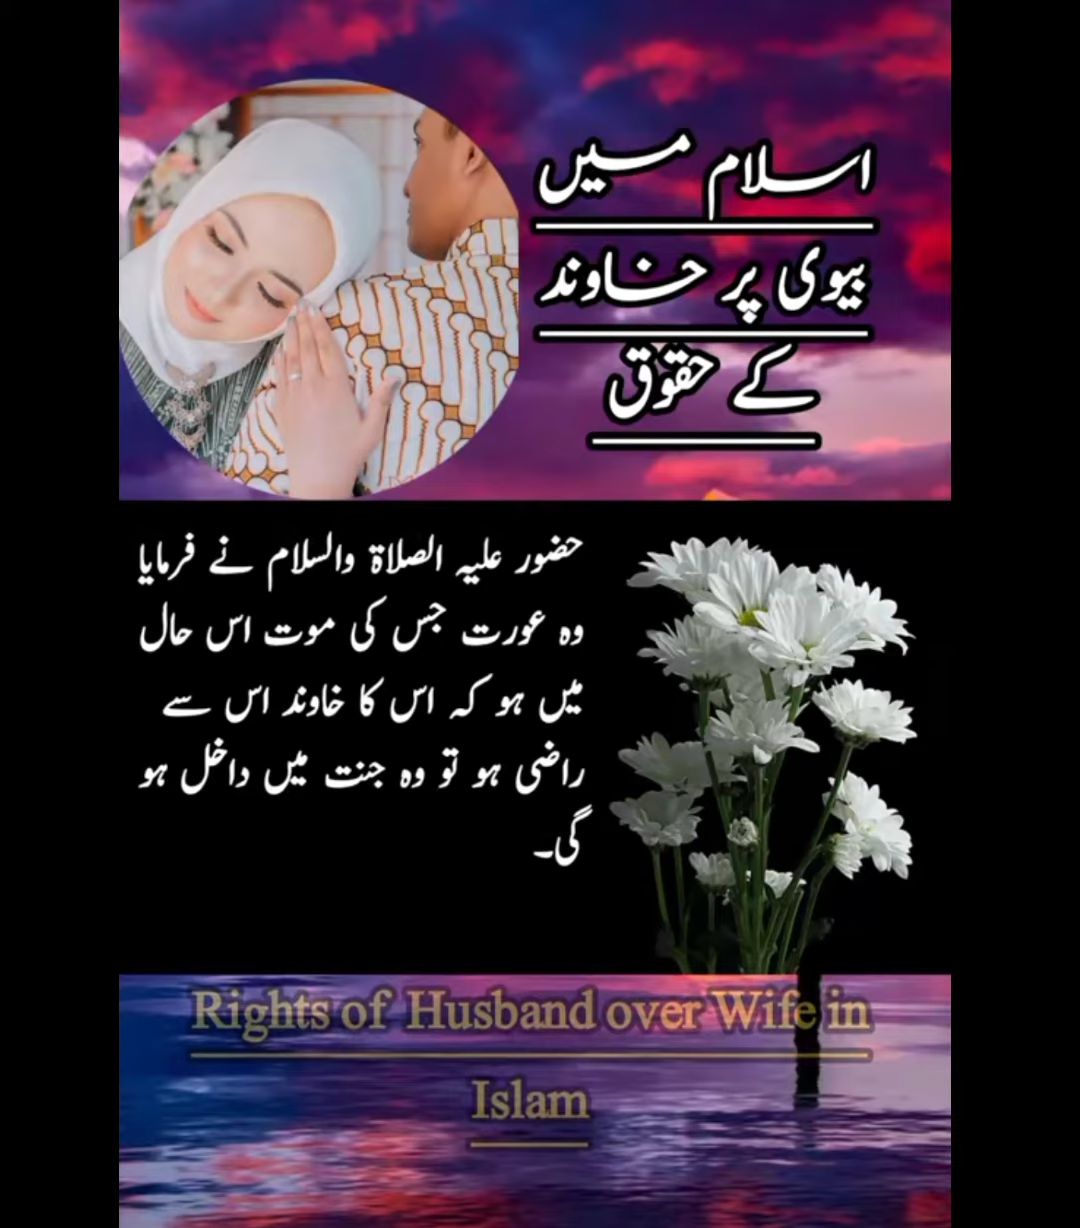 اسلام میں
بیوی پر خاوند
کے حقوق
حضور علیہ الصلاۃ والسلام نے فرمایا
وہ عورت جس کی موت اس حال
میں ہو کہ اس کا خاوند اس سے
راضی ہو تو وہ جنت میں داخل ہو
گی۔
Rights of Husband over Wife in
Islam